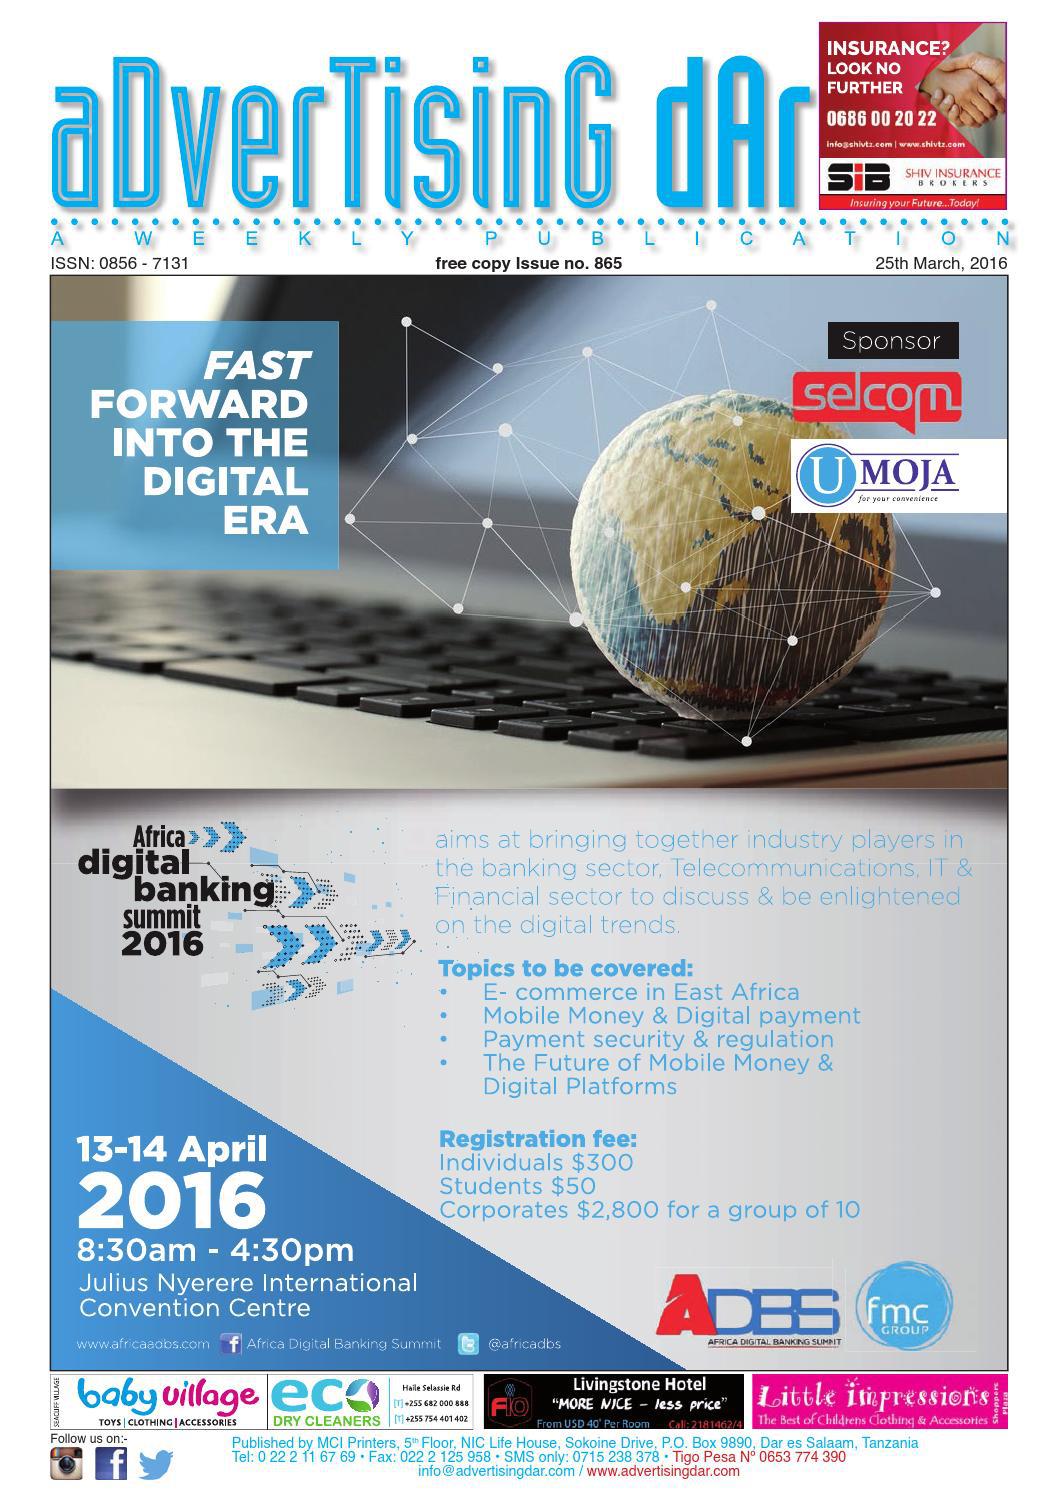 aDverTisinG dAr
INSURANCE?
LOOK NO
FURTHER
0686 00 20 22
info@shivtz.com | www.shivtz.com
SIB SHIV INSURANCE
BROKERS
Insuring your Future...Today!
A WEEKLY PUBLICATION
ISSN: 0856 - 7131 free copy Issue no. 865 25th March, 2016
FAST
FORWARD
INTO THE
DIGITAL
ERA
Sponsor
selcom
UMOJA
for your convenience
Africa
digital
banking
summit
2016
aims at bringing together industry players in
the banking sector, Telecommunications, IT &
Financial sector to discuss & be enlightened
on the digital trends.
Topics to be covered:
• E- commerce in East Africa
• Mobile Money & Digital payment
• Payment security & regulation
• The Future of Mobile Money &
Digital Platforms
Registration fee:
Individuals $300
Students $50
Corporates $2,800 for a group of 10
13-14 April
2016
8:30am - 4:30pm
Julius Nyerere International
Convention Centre
www.africaadbs.com f Africa Digital Banking Summit @africadbs
ADBS
AFRICA DIGITAL BANKING SUMMIT
fmc
GROUP
SEACLIFF VILLAGE
baby village
TOYS | CLOTHING | ACCESSORIES
eco
DRY CLEANERS
Haile Selassie Rd
[T] +255 682 000 888
[T] +255 754 401 402
Livingstone Hotel
"MORE NICE - less price"
From USD 40* Per Room Call: 2181462/4
Little impressions
The Best of Childrens Clothing & Accessories
Shoppers Plaza
Follow us on:-
f
Published by MCI Printers, 5th Floor, NIC Life House, Sokoine Drive, P.O. Box 9890, Dar es Salaam, Tanzania
Tel: 0 22 2 11 67 69 • Fax: 022 2 125 958 • SMS only: 0715 238 378 • Tigo Pesa Nº 0653 774 390
info@advertisingdar.com / www.advertisingdar.com